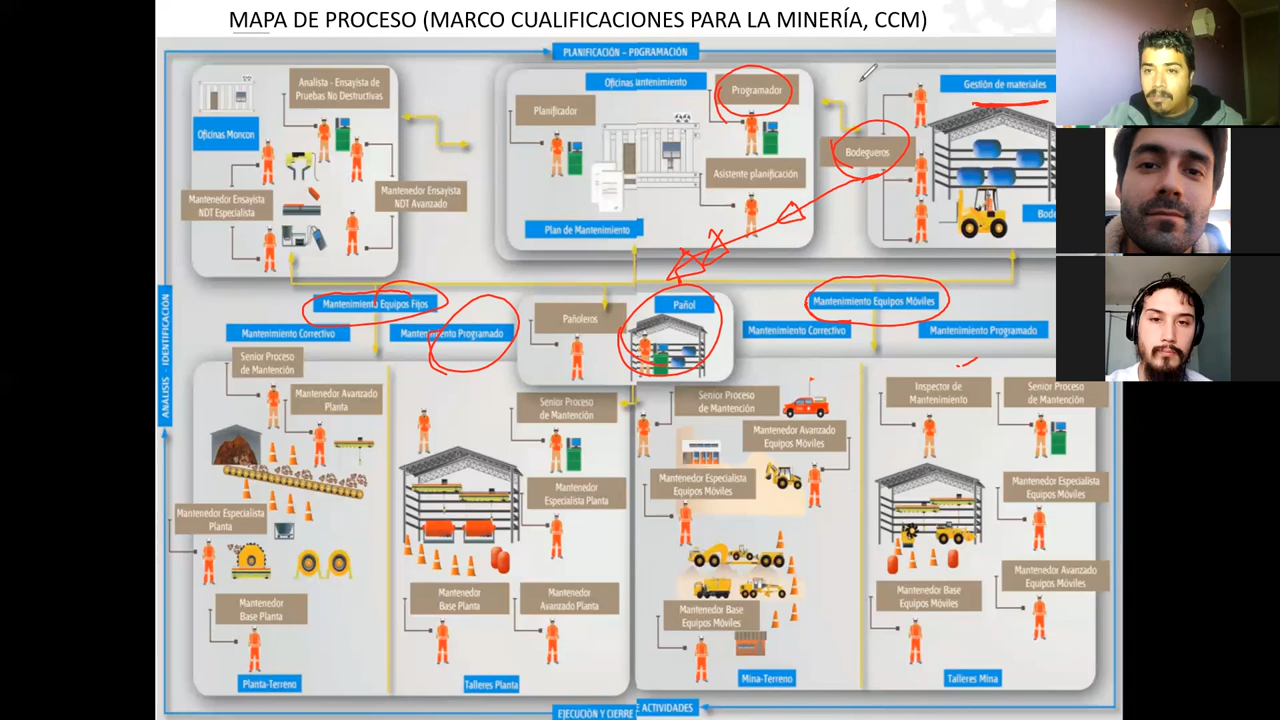 MAPA DE PROCESO (MARCO CUALIFICACIONES PARA LA MINERÍA, CCM)
PLANIFICACIÓN – PROGRAMACIÓN
Analista - Ensayista de
Pruebas No Destructivas
Oficinas Moncon
Mantenedor Ensayista
NDT Especialista
Mantenedor Ensayista
NDT Avanzado
Oficinas
antenimiento
Programador
Planificador
Asistente planificación
Plan de Mantenimiento
Gestión de materiales
Bodegueros
Bode
ANÁLISIS - IDENTIFICACIÓN
Mantenimiento Equipos Fijos
Mantenimiento Correctivo
Mantenimiento Programado
Pañoleros
Pañol
Mantenimiento Equipos Móviles
Mantenimiento Correctivo
Mantenimiento Programado
Senior Proceso
de Mantención
Mantenedor Avanzado
Planta
Mantenedor Especialista
Planta
Mantenedor
Base Planta
Planta-Terreno
Senior Proceso
de Mantención
Mantenedor
Especialista Planta
Mantenedor
Base Planta
Mantenedor
Avanzado Planta
Talleres Planta
Senior Proceso
de Mantención
Mantenedor Avanzado
Equipos Móviles
Mantenedor Especialista
Equipos Móviles
Mantenedor Base
Equipos Móviles
Mina-Terreno
Inspector de
Mantenimiento
Senior Proceso
de Mantención
Mantenedor Especialista
Equipos Móviles
Mantenedor Base
Equipos Móviles
Mantenedor Avanzado
Equipos Móviles
Talleres Mina
EJECUCIÓN Y CIERRE
E ACTIVIDADES